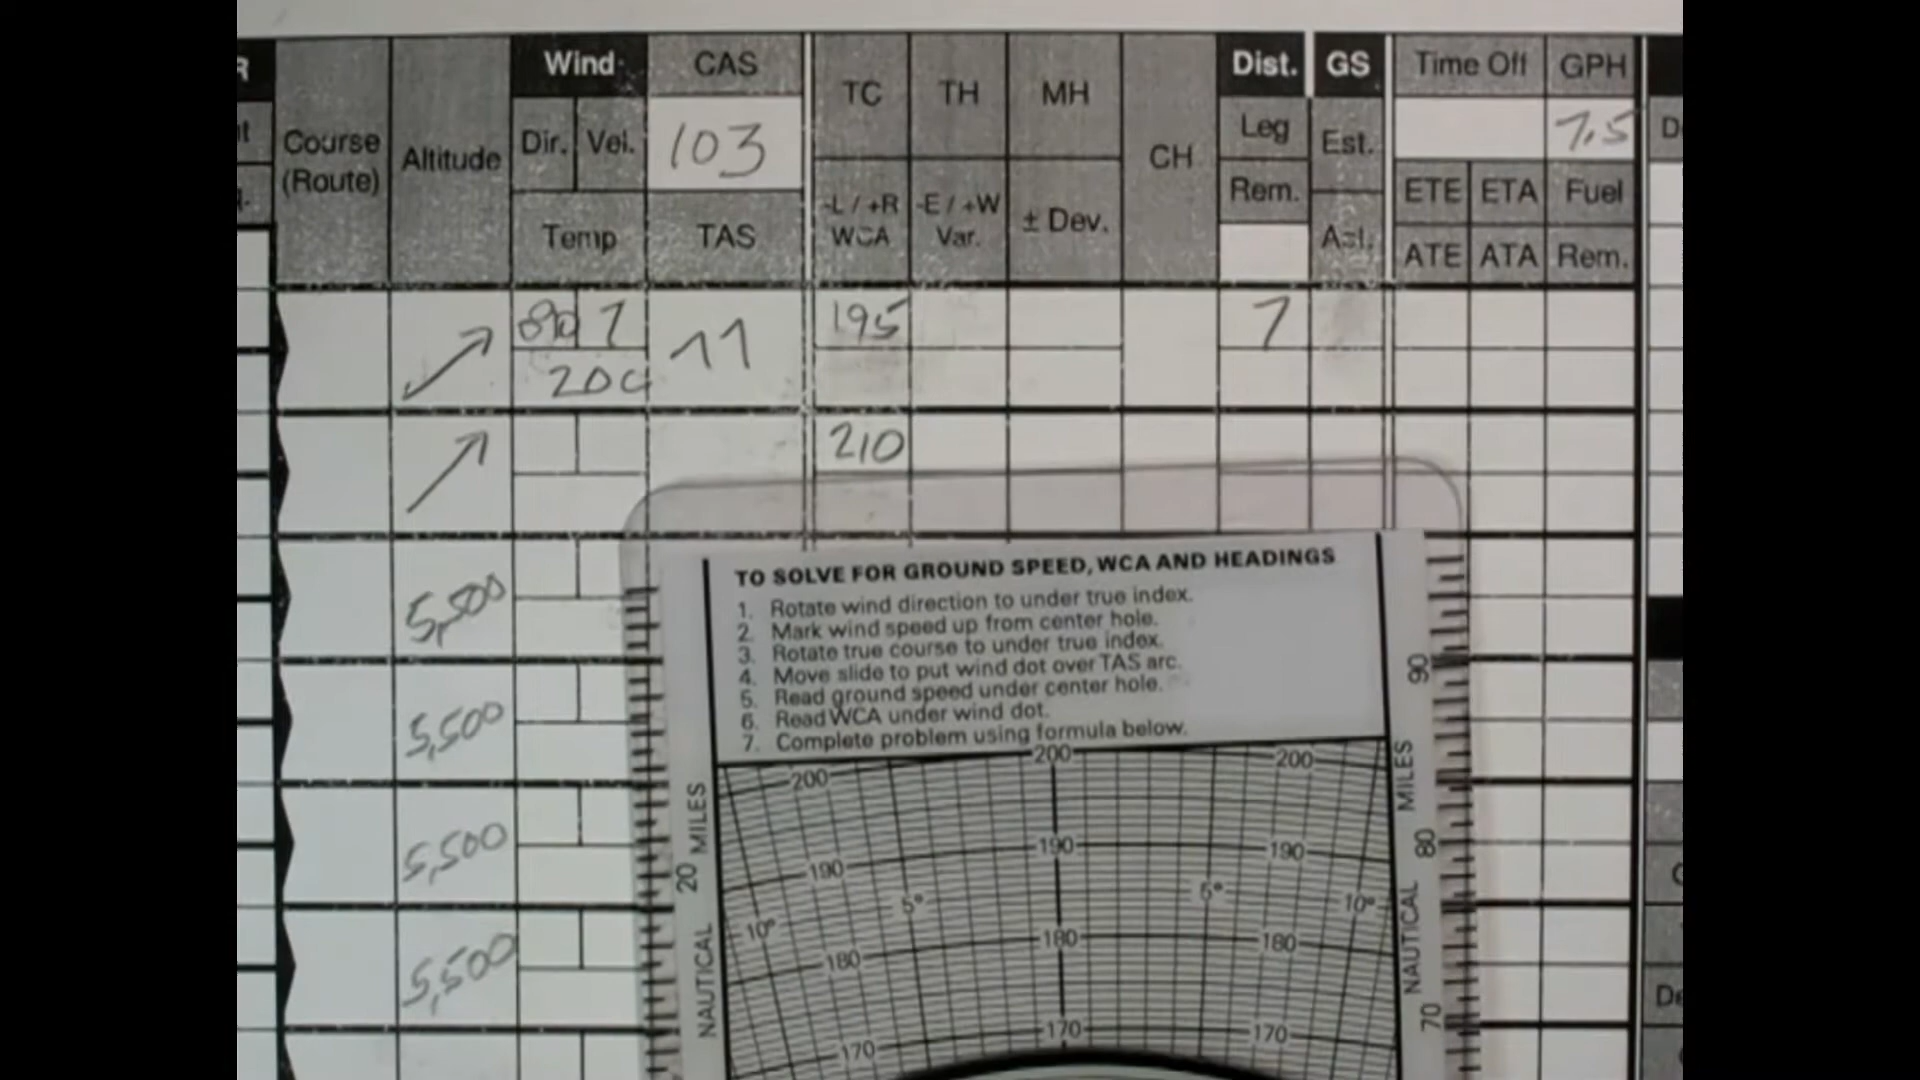 R Wind CAS Dist. GS Time Off GPH
TC TH MH
Course (Route) Altitude Dir. Vel. 103 CH Leg Est. 7.5
Rem. ETE ETA Fuel
-L / +R WCA -E / +W Var. ± Dev.
Temp TAS Act. ATE ATA Rem.
7 77 195 7
20C
210
5,500
5,500
5,500
5,500
TO SOLVE FOR GROUND SPEED, WCA AND HEADINGS
1. Rotate wind direction to under true index.
2. Mark wind speed up from center hole.
3. Rotate true course to under true index.
4. Move slide to put wind dot over TAS arc.
5. Read ground speed under center hole.
6. Read WCA under wind dot.
7. Complete problem using formula below.
200 200 200
190 190 190
5° 5°
10° 10°
180 180 180
170 170 170
NAUTICAL 20 MILES
70 NAUTICAL 80 MILES 90